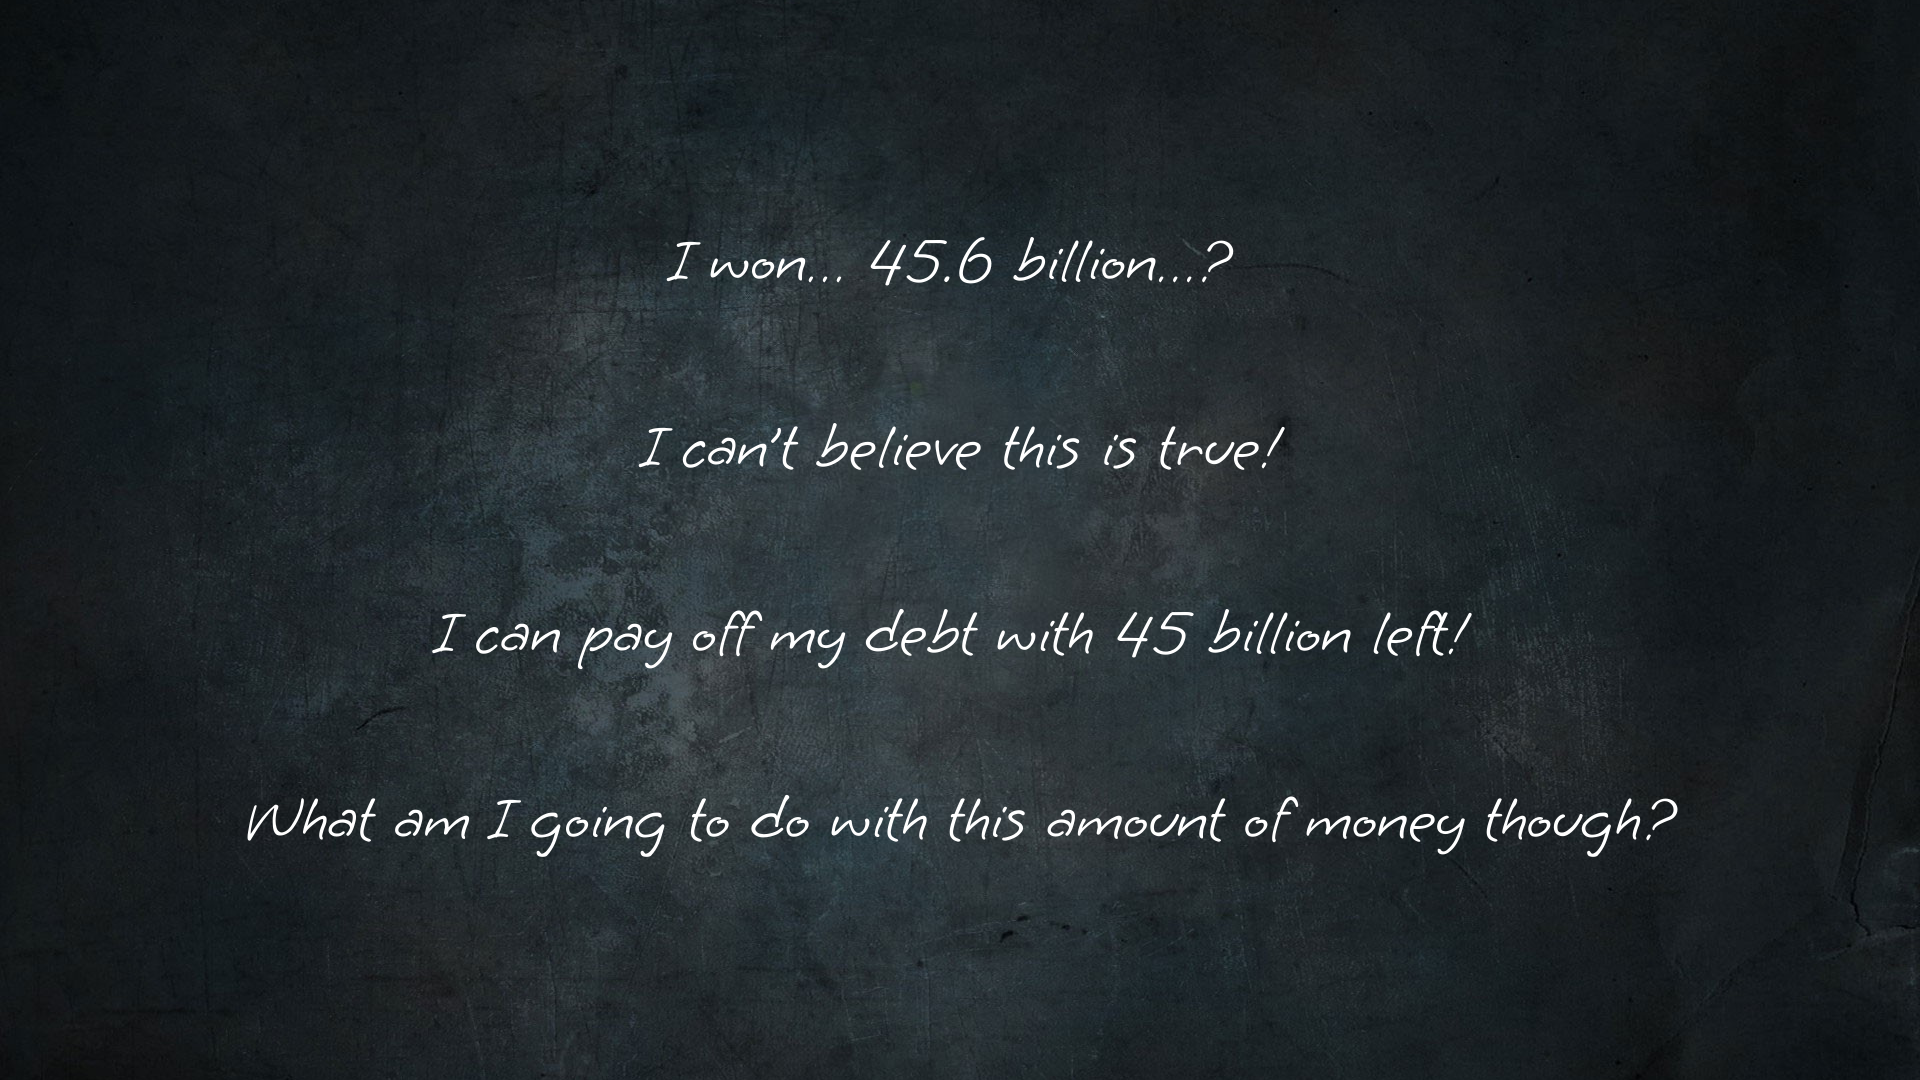 I won... 45.6 billion...?
I can't believe this is true!
I can pay off my debt with 45 billion left!
What am I going to do with this amount of money though?